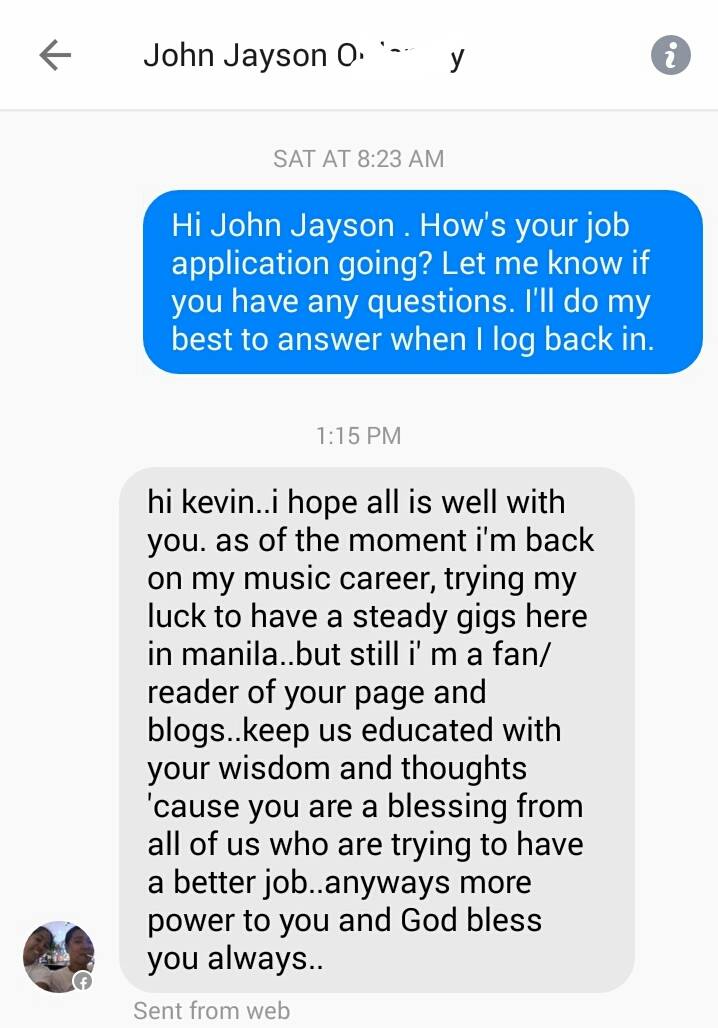 John Jayson
SAT AT 8:23 AM
Hi John Jayson . How's your job
application going? Let me know if
you have any questions. I'll do my
best to answer when I log back in.
1:15 PM
hi kevin..i hope all is well with
you. as of the moment i'm back
on my music career, trying my
luck to have a steady gigs here
in manila..but still i' m a fan/
reader of your page and
blogs..keep us educated with
your wisdom and thoughts
'cause you are a blessing from
all of us who are trying to have
a better job..anyways more
power to you and God bless
you always..
Sent from web